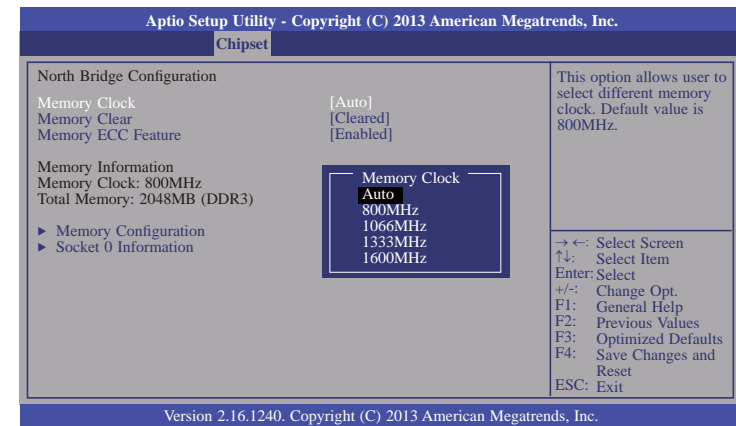 Aptio Setup Utility - Copyright (C) 2013 American Megatrends, Inc.
Chipset
North Bridge Configuration
Memory Clock [Auto]
Memory Clear [Cleared]
Memory ECC Feature [Enabled]
Memory Information
Memory Clock: 800MHz
Total Memory: 2048MB (DDR3)
► Memory Configuration
► Socket 0 Information
Memory Clock
Auto
800MHz
1066MHz
1333MHz
1600MHz
This option allows user to
select different memory
clock. Default value is
800MHz.
→ ←: Select Screen
↑↓: Select Item
Enter: Select
+/-: Change Opt.
F1: General Help
F2: Previous Values
F3: Optimized Defaults
F4: Save Changes and
Reset
ESC: Exit
Version 2.16.1240. Copyright (C) 2013 American Megatrends, Inc.